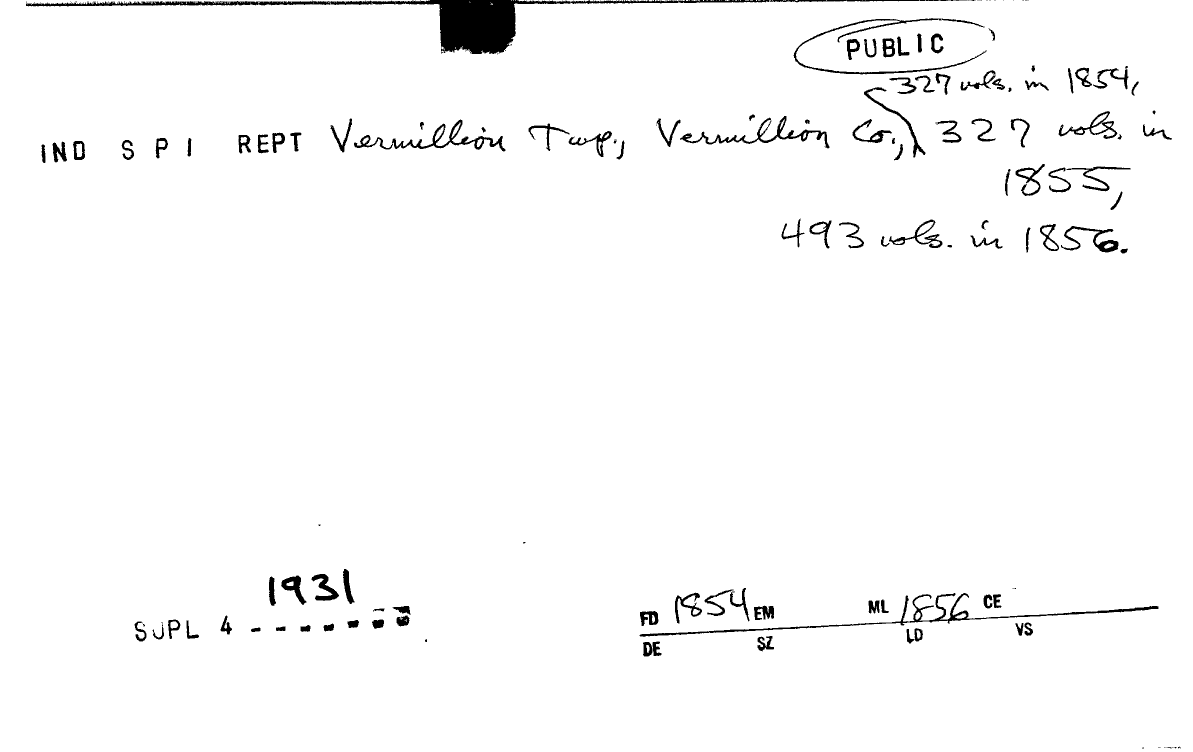 PUBLIC
327 vols. in 1854,
IND S P I REPT Vermillion Twp., Vermillion Co., 327 vols. in
1855,
493 vols. in 1856.
1931
SUPL 4 - - - - - - -
FD 1854 EM ML 1856 CE
DE SZ LD VS